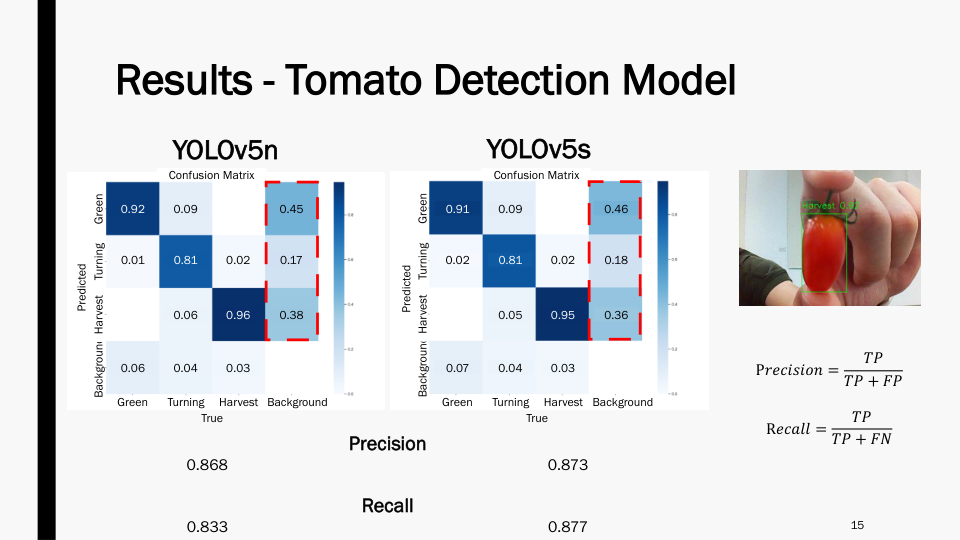 Results - Tomato Detection Model
YOLOv5n
Confusion Matrix
Predicted
Green
0.92 0.09 0.45
Turning
0.01 0.81 0.02 0.17
Harvest
0.06 0.96 0.38
0.06 0.04 0.03
Green Turning Harvest Background
True
YOLOv5s
Confusion Matrix
Predicted
Green
0.91 0.09 0.46
Turning
0.02 0.81 0.02 0.18
Harvest
0.05 0.95 0.36
0.07 0.04 0.03
Green Turning Harvest Background
True
Precision
0.868 0.873
Recall
0.833 0.877
Precision = TP / TP + FP
Recall = TP / TP + FN
15